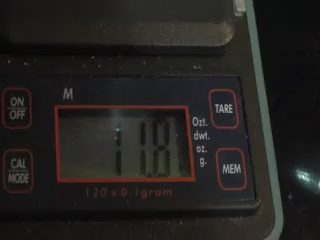 M
ON
OFF
TARE
11.8
Ozt.
dwt.
oz.
g.
CAL
MODE
MEM
120 x 0.1gram